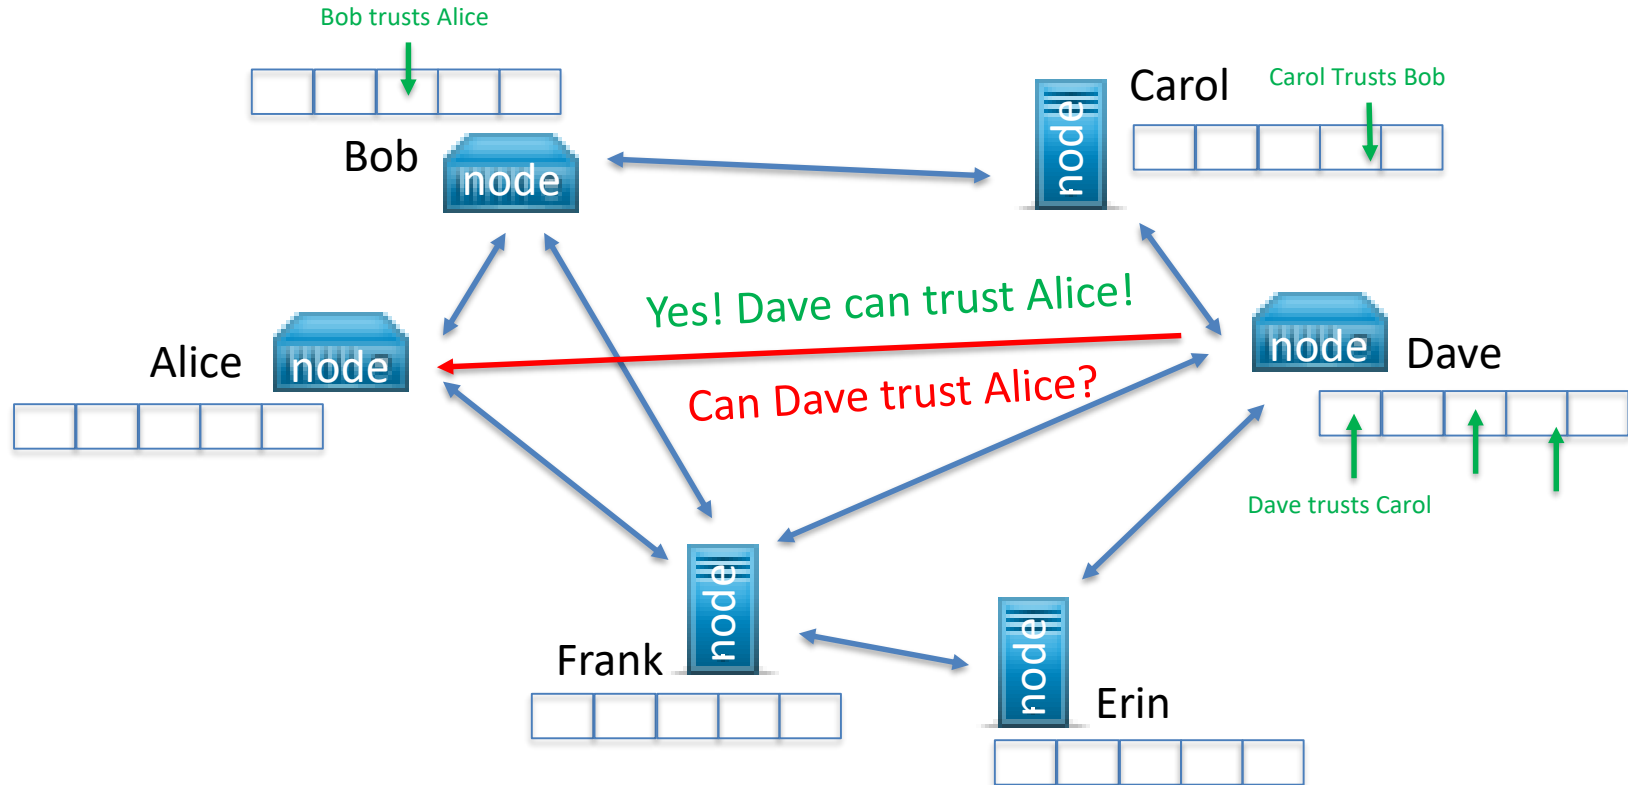 Bob trusts Alice
Carol
Carol Trusts Bob
Bob
node
node
Yes! Dave can trust Alice!
Alice
node
node
Dave
Can Dave trust Alice?
Dave trusts Carol
node
Frank
node
Erin